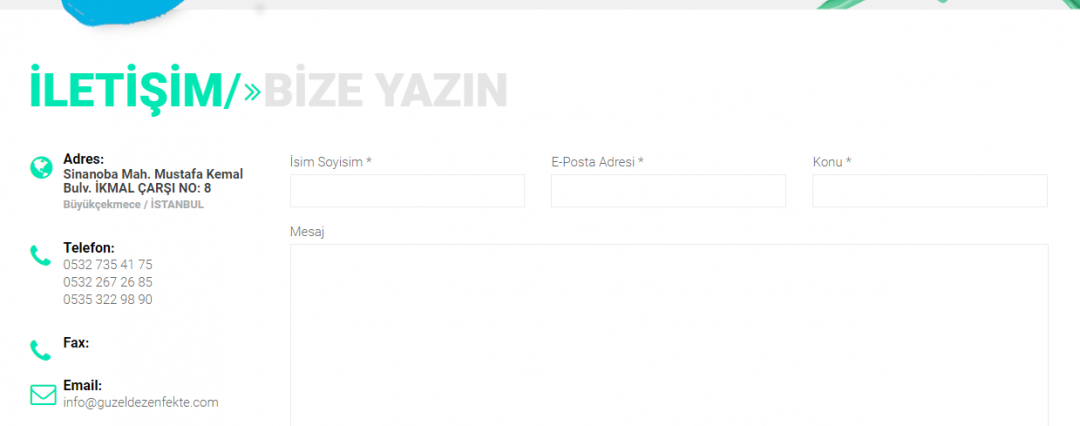 İLETİŞİM/»BİZE YAZIN
Adres:
Sinanoba Mah. Mustafa Kemal
Bulv. İKMAL ÇARŞI NO: 8
Büyükçekmece / İSTANBUL
Telefon:
0532 735 41 75
0532 267 26 85
0535 322 98 90
Fax:
Email:
info@guzeldezenfekte.com
İsim Soyisim *
E-Posta Adresi *
Konu *
Mesaj